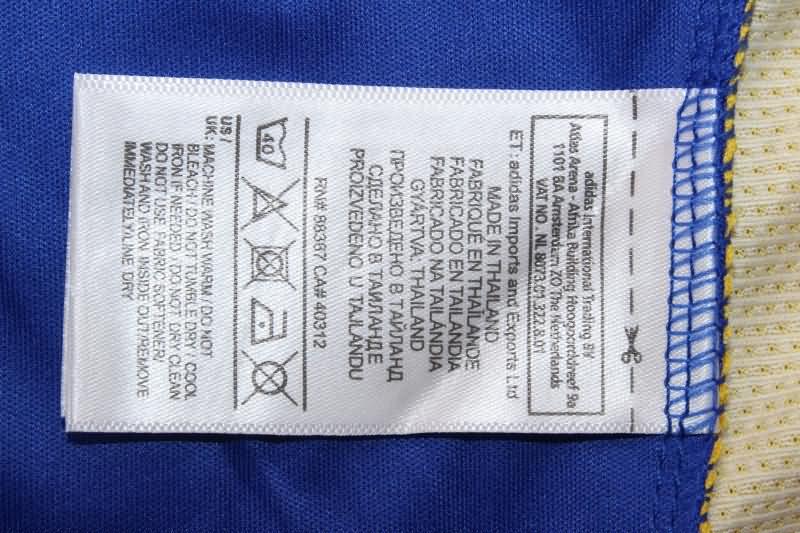 adidas International Trading BV
Atlas Arena - Afrika Building Hoogoorddreef 9a
1101 BA Amsterdam ZO The Netherlands
VAT NO. NL 8073.01.322.B.01
ET: adidas Imports and Exports Ltd
MADE IN THAILAND
FABRIQUÉ EN THAÏLANDE
FABRICADO EN TAILANDIA
FABRICADO NA TAILÂNDIA
GYÁRTVA, THAILAND
ПРОИЗВЕДЕНО В ТАЙЛАНД
СДЕЛАНО В ТАИЛАНДЕ
PROIZVEDENO U TAJLANDU
RN# 88387 CA# 40312
40
US /
UK: MACHINE WASH WARM / DO NOT
BLEACH / DO NOT TUMBLE DRY / COOL
IRON IF NEEDED / DO NOT DRY CLEAN
DO NOT USE FABRIC SOFTENER/
WASH AND IRON INSIDE OUT/REMOVE
IMMEDIATELY/LINE DRY